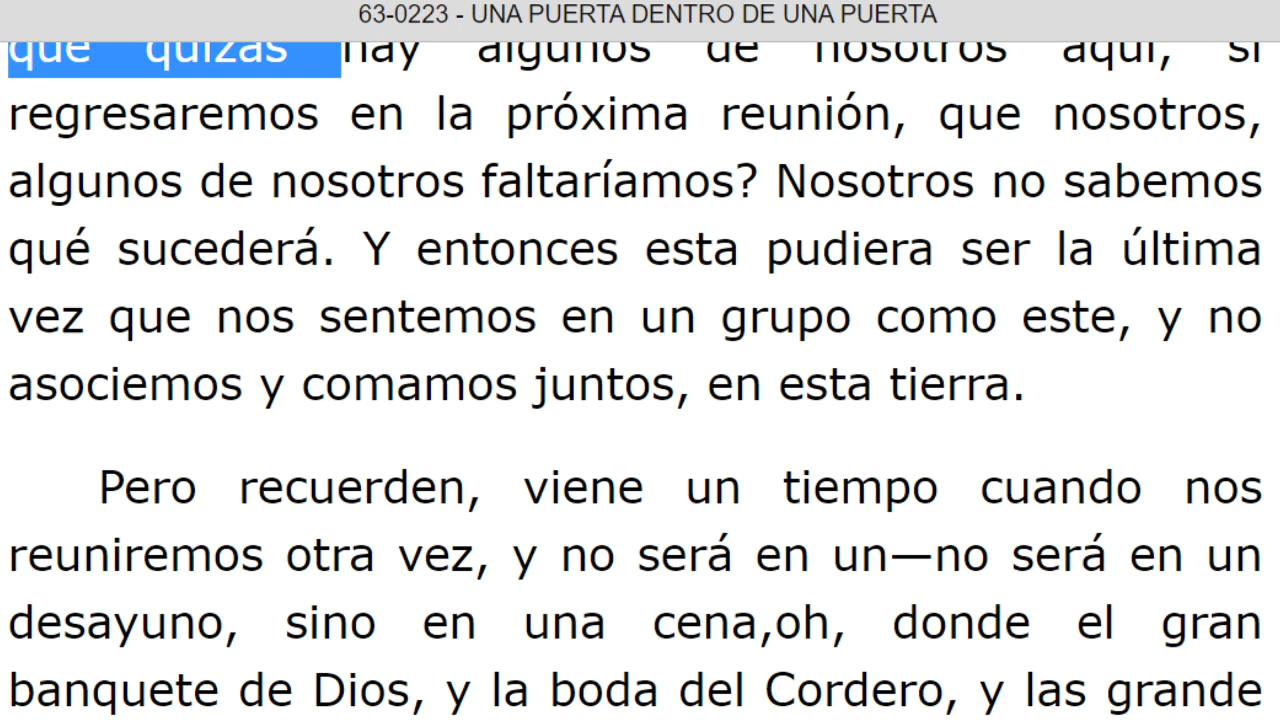 63-0223 - UNA PUERTA DENTRO DE UNA PUERTA
que quizás hay algunos de nosotros aquí, si
regresaremos en la próxima reunión, que nosotros,
algunos de nosotros faltaríamos? Nosotros no sabemos
qué sucederá. Y entonces esta pudiera ser la última
vez que nos sentemos en un grupo como este, y no
asociemos y comamos juntos, en esta tierra.
Pero recuerden, viene un tiempo cuando nos
reuniremos otra vez, y no será en un—no será en un
desayuno, sino en una cena,oh, donde el gran
banquete de Dios, y la boda del Cordero, y las grande